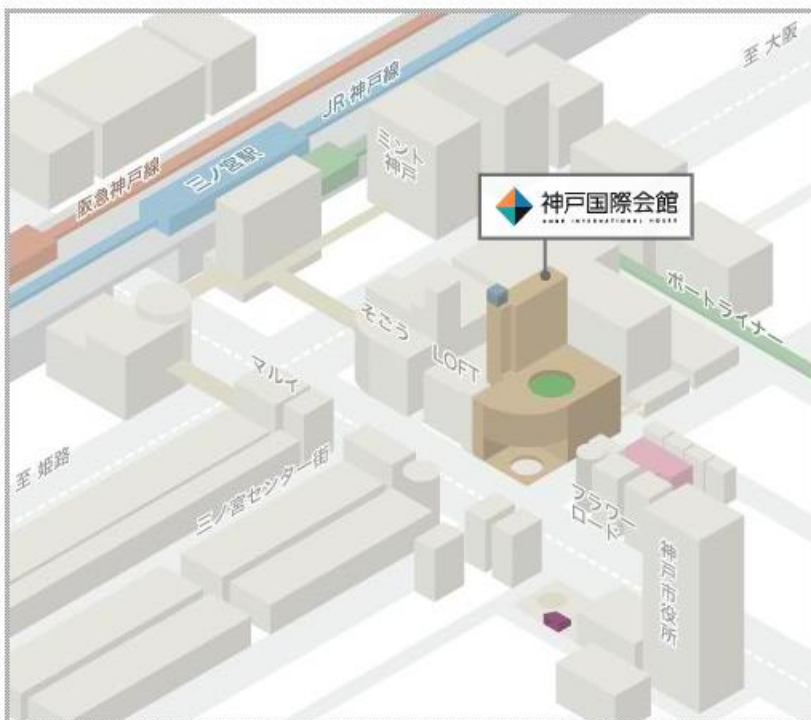 至 大阪
JR 神戸線
ミント
神戸
三ノ宮駅
阪急神戸線
神戸国際会館
KOBE INTERNATIONAL HOUSE
ポートライナー
そごう
LOFT
マルイ
至 姫路
三ノ宮センター街
フラワー
ロード
神戸市役所